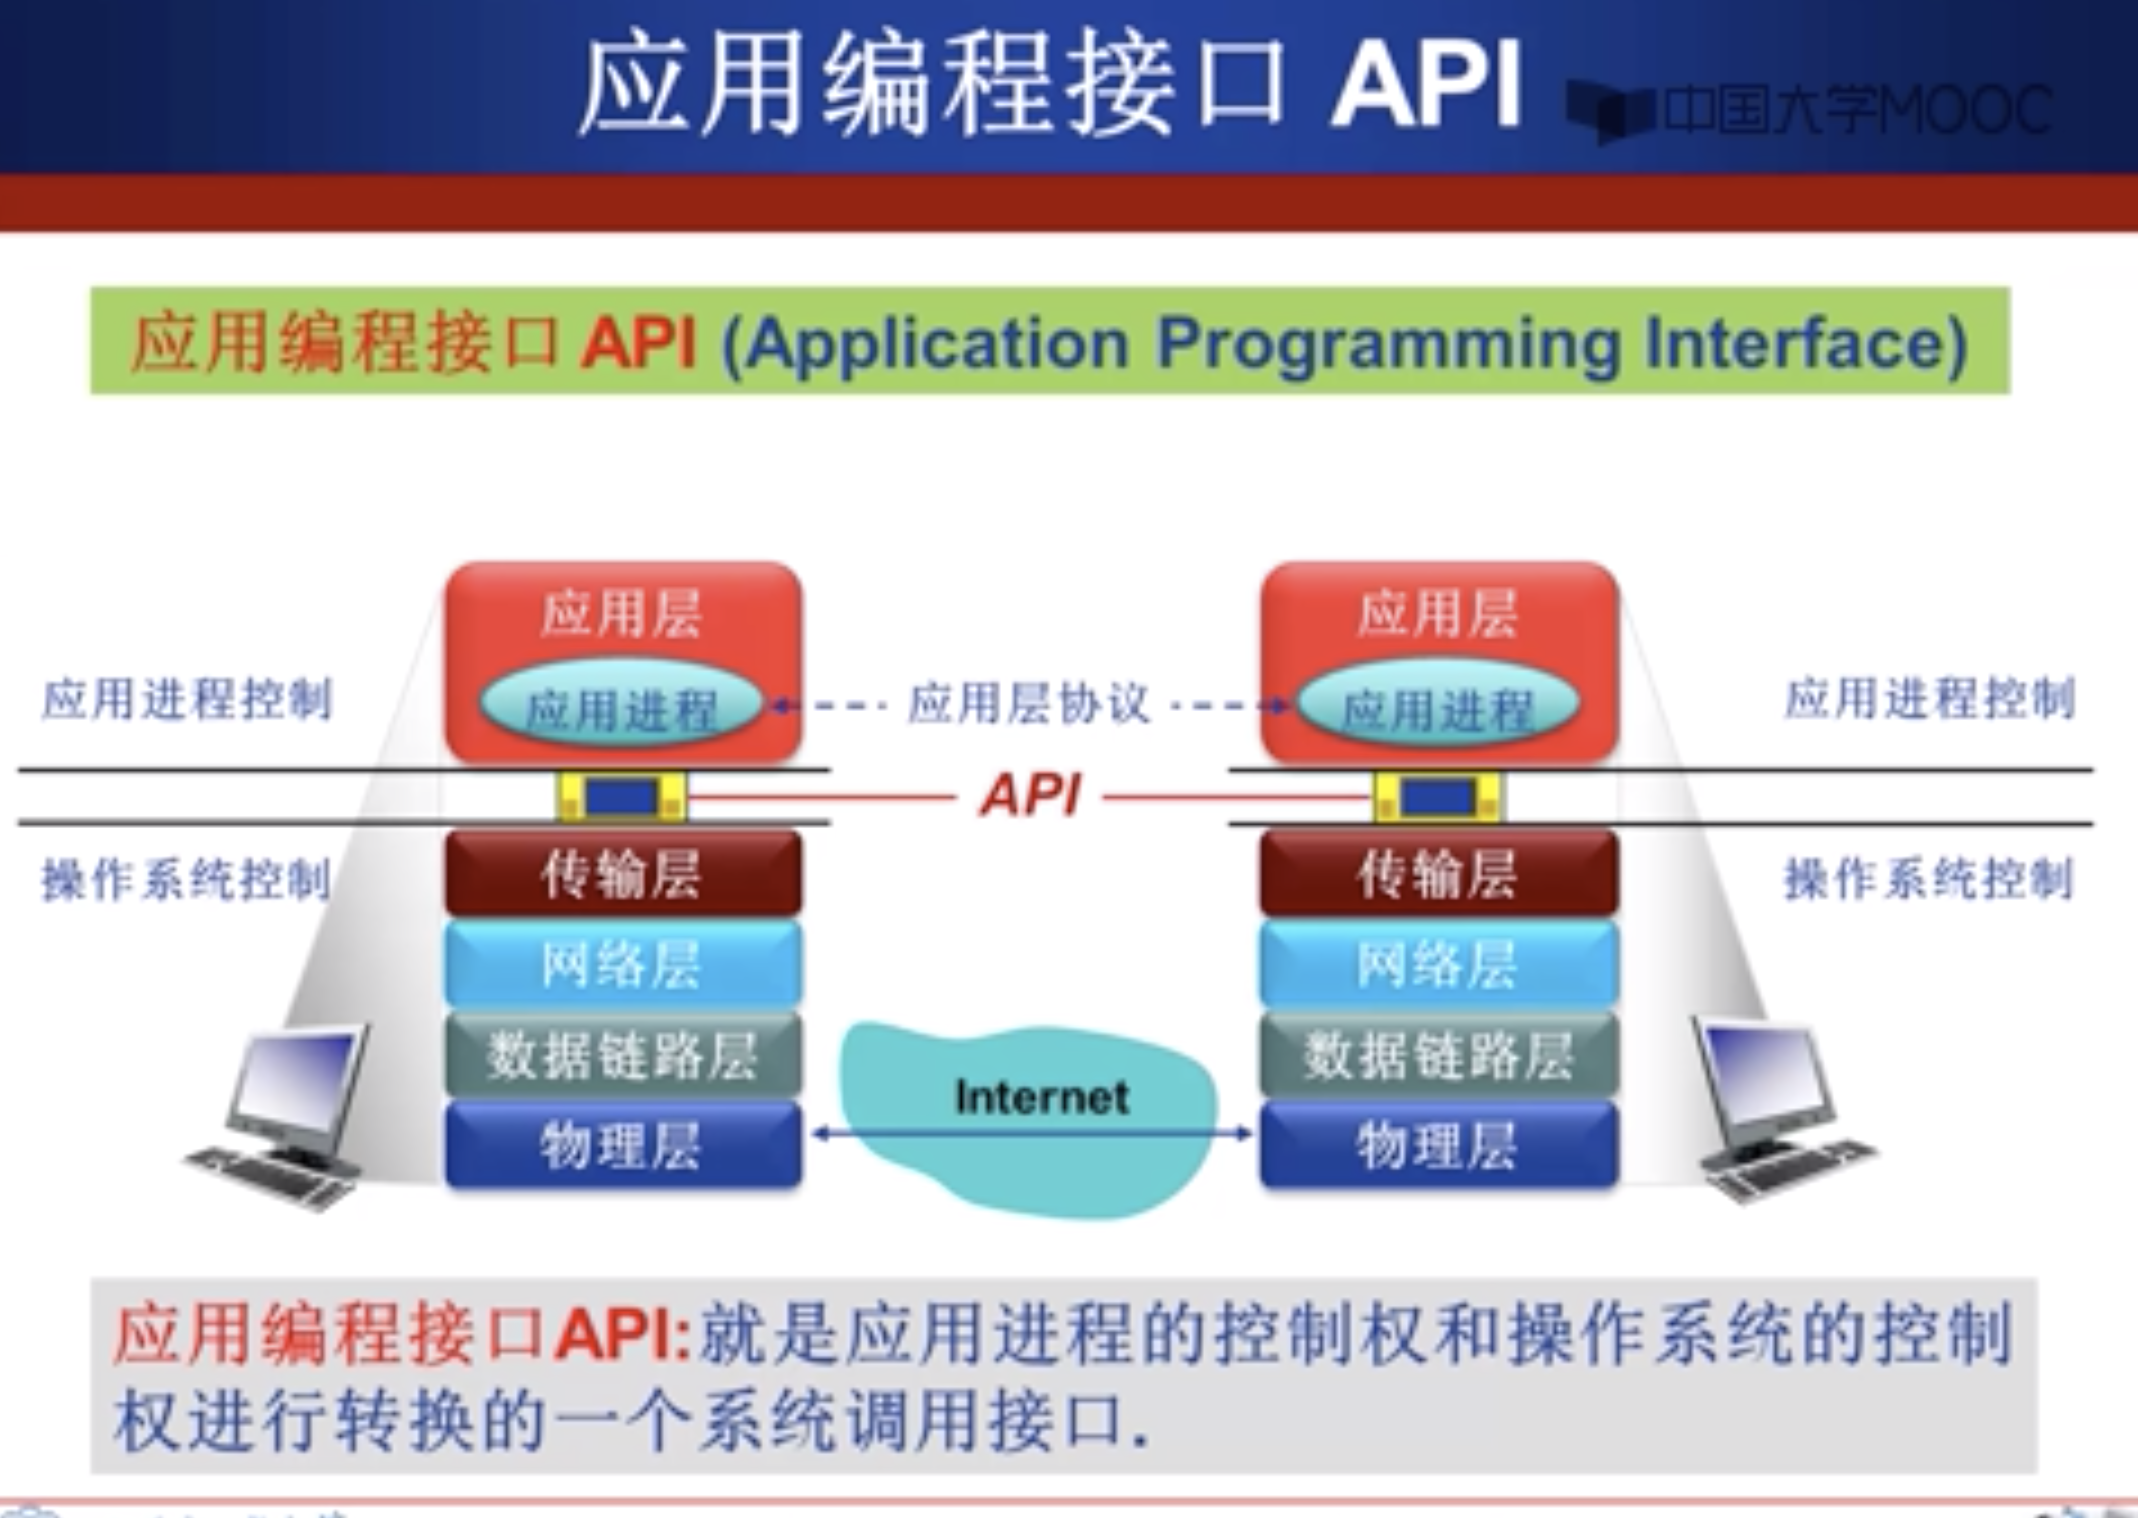 应用编程接口 API
中国大学MOOC
应用编程接口 API (Application Programming Interface)
应用层
应用层
应用进程控制
应用进程
应用层协议
应用进程
应用进程控制
API
操作系统控制
传输层
传输层
操作系统控制
网络层
网络层
数据链路层
数据链路层
Internet
物理层
物理层
应用编程接口API:就是应用进程的控制权和操作系统的控制
权进行转换的一个系统调用接口.